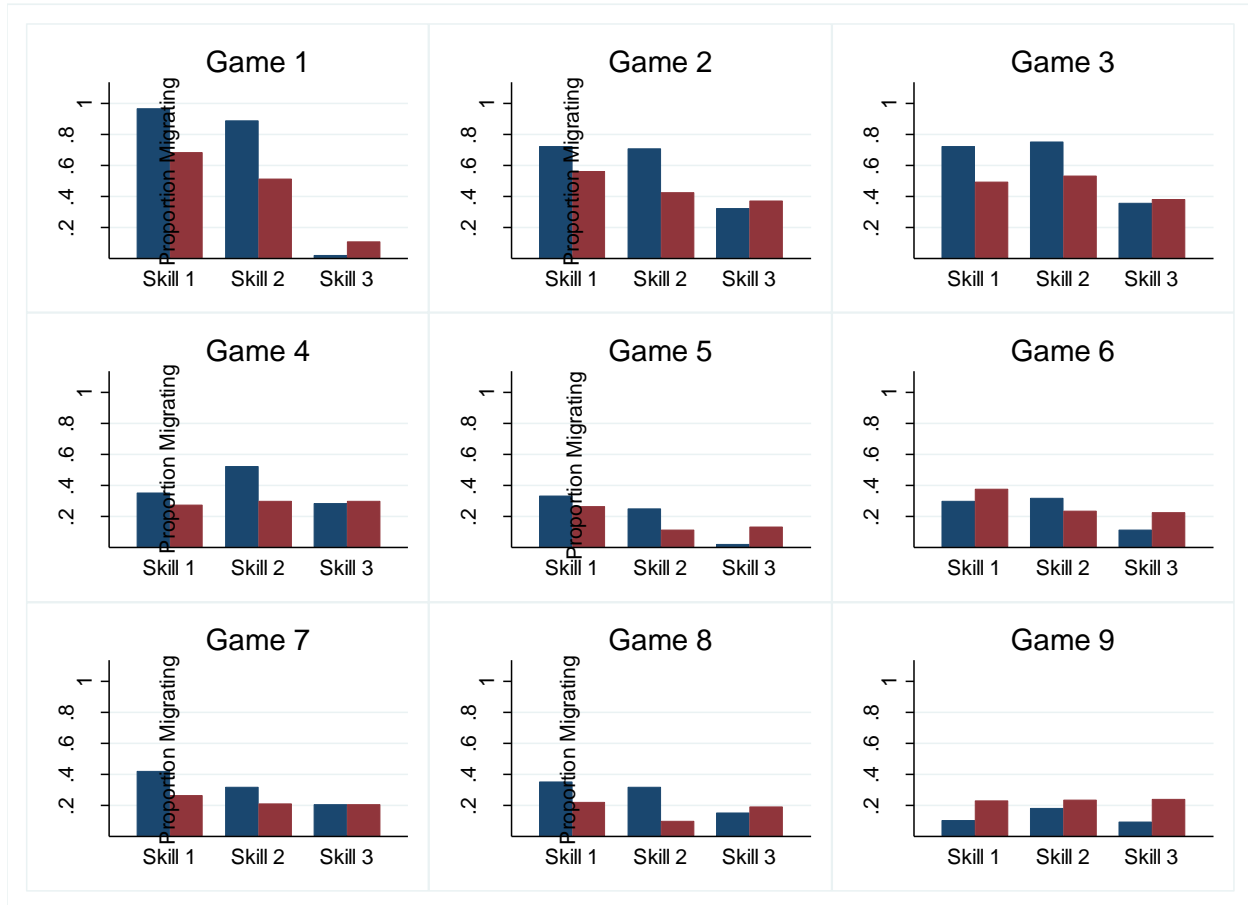 Game 1
Proportion Migrating
1
.8
.6
.4
.2
Skill 1 Skill 2 Skill 3
Game 2
Proportion Migrating
1
.8
.6
.4
.2
Skill 1 Skill 2 Skill 3
Game 3
1
.8
.6
.4
.2
Skill 1 Skill 2 Skill 3
Game 4
Proportion Migrating
1
.8
.6
.4
.2
Skill 1 Skill 2 Skill 3
Game 5
Proportion Migrating
1
.8
.6
.4
.2
Skill 1 Skill 2 Skill 3
Game 6
1
.8
.6
.4
.2
Skill 1 Skill 2 Skill 3
Game 7
Proportion Migrating
1
.8
.6
.4
.2
Skill 1 Skill 2 Skill 3
Game 8
Proportion Migrating
1
.8
.6
.4
.2
Skill 1 Skill 2 Skill 3
Game 9
1
.8
.6
.4
.2
Skill 1 Skill 2 Skill 3